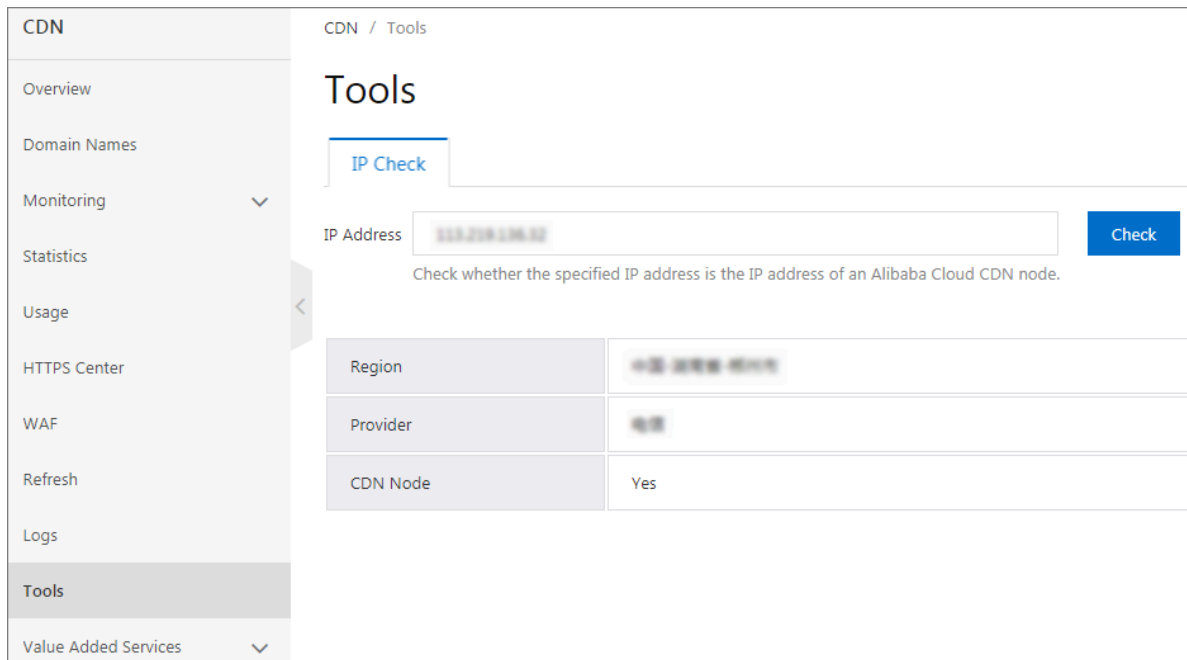 CDN
Overview
Domain Names
Monitoring
Statistics
Usage
HTTPS Center
WAF
Refresh
Logs
Tools
Value Added Services
CDN / Tools
Tools
IP Check
IP Address
Check
Check whether the specified IP address is the IP address of an Alibaba Cloud CDN node.
Region
Provider
CDN Node Yes